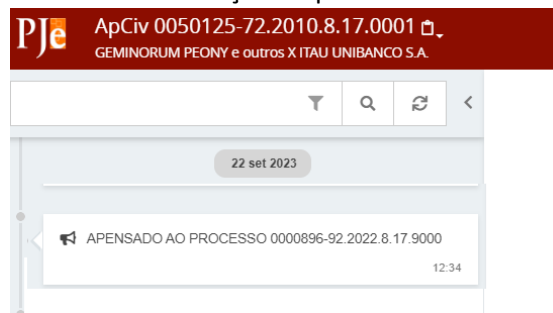 PJe
ApCiv 0050125-72.2010.8.17.0001
GEMINORUM PEONY e outros X ITAU UNIBANCO S.A.
22 set 2023
APENSADO AO PROCESSO 0000896-92.2022.8.17.9000
12:34